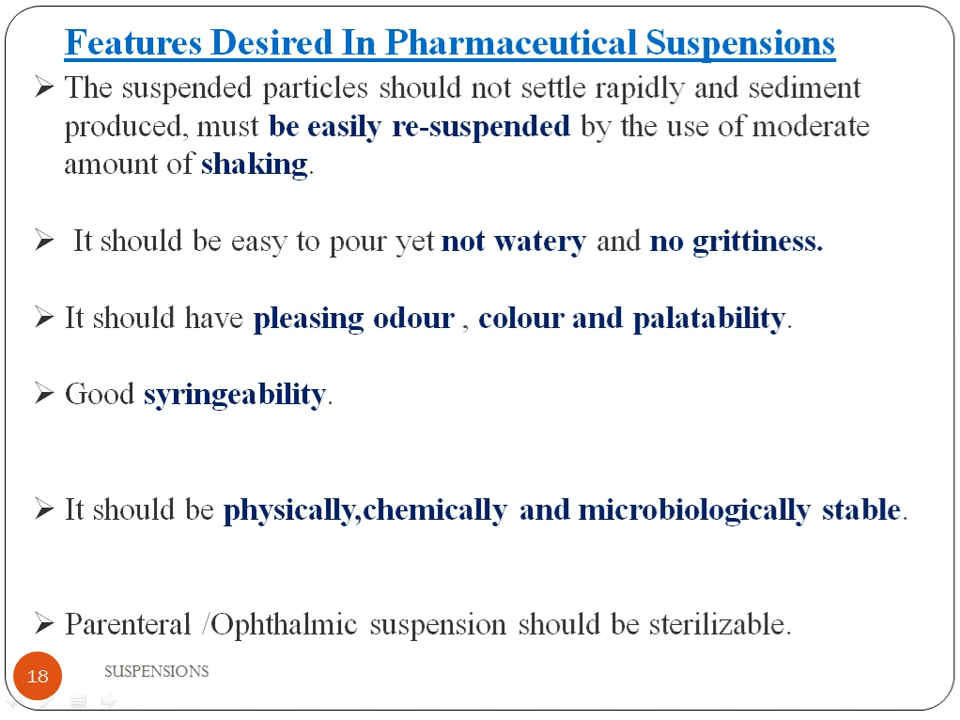 Features Desired In Pharmaceutical Suspensions
The suspended particles should not settle rapidly and sediment
produced, must be easily re-suspended by the use of moderate
amount of shaking.
It should be easy to pour yet not watery and no grittiness.
It should have pleasing odour , colour and palatability.
Good syringeability.
It should be physically,chemically and microbiologically stable.
Parenteral /Ophthalmic suspension should be sterilizable.
18 SUSPENSIONS